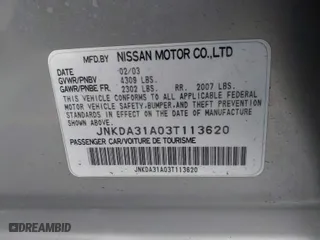 MFD.BY NISSAN MOTOR CO.,LTD
DATE 02/03
GVWR/PNBV 4309 LBS.
GAWR/PNBE FR. 2302 LBS. RR. 2007 LBS.
THIS VEHICLE CONFORMS TO ALL APPLICABLE
FEDERAL MOTOR VEHICLE SAFETY,BUMPER,AND THEFT PREVENTION
STANDARDS IN EFFECT ON THE DATE OF
MANUFACTURE SHOWN ABOVE.
JNKDA31A03T113620
PASSENGER CAR/VOITURE DE TOURISME
JNKDA31A03T113620
DREAMBID